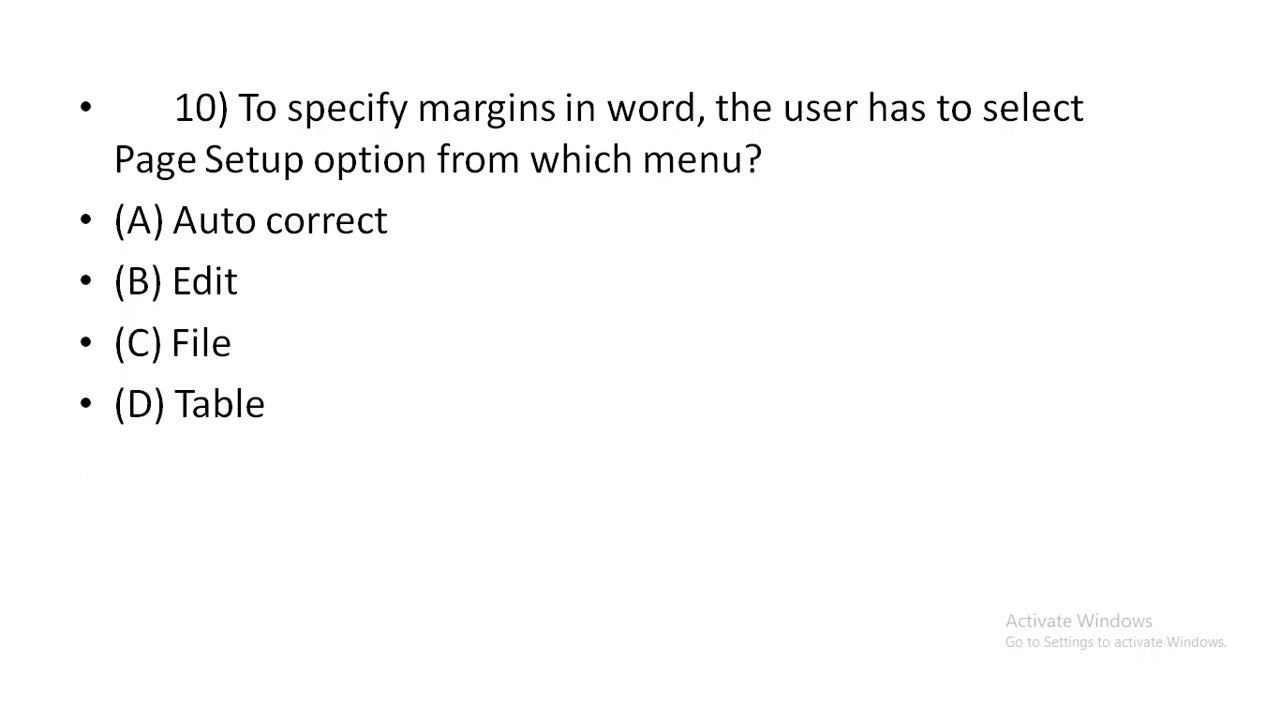 • 10) To specify margins in word, the user has to select
Page Setup option from which menu?
• (A) Auto correct
• (B) Edit
• (C) File
• (D) Table
Activate Windows
Go to Settings to activate Windows.